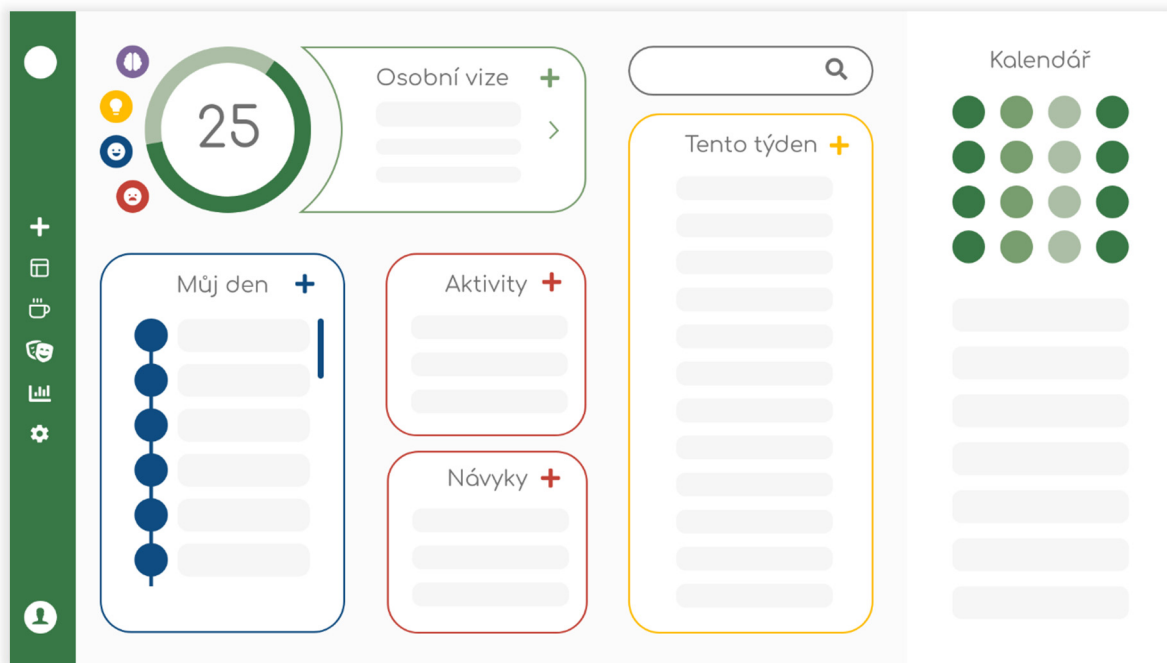 25
Osobní vize
Tento týden
Kalendář
Můj den
Aktivity
Návyky